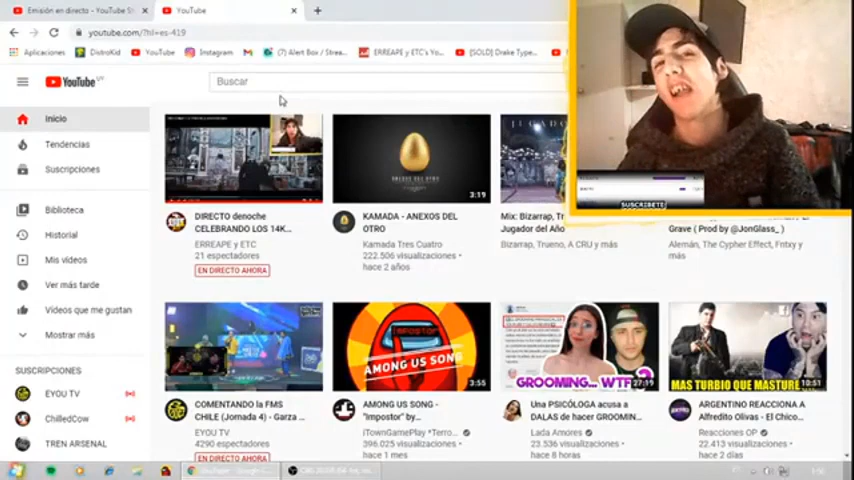 Emisión en directo - YouTube St
YouTube
youtube.com/?hl=es-419
Aplicaciones
DistroKid
YouTube
Instagram
(7) Alert Box / Strea...
ERREAPE y ETC's Yo...
[SOLD] Drake Type...
YouTube UY
Buscar
Inicio
Tendencias
Suscripciones
Biblioteca
Historial
Mis videos
Ver más tarde
Vídeos que me gustan
Mostrar más
SUSCRIPCIONES
EYOU TV
ChilledCow
TREN ARSENAL
SUSCRIBETE
DIRECTO denoche
CELEBRANDO LOS 14K...
ERREAPE y ETC
21 espectadores
EN DIRECTO AHORA
3:19
KAMADA - ANEXOS DEL
OTRO
Kamada Tres Cuatro
222.506 visualizaciones •
hace 2 años
Mix: Bizarrap, Tru
Jugador del Año
Bizarrap, Trueno, A CRU y más
Grave ( Prod by @JonGlass_ )
Alemán, The Cypher Effect, Fntxy y
más
COMENTANDO la FMS
CHILE (Jornada 4) - Garza ...
EYOU TV
4290 espectadores
EN DIRECTO AHORA
AMONG US SONG
3:55
AMONG US SONG -
"Impostor" by...
iTownGamePlay *Terro...
396.025 visualizaciones •
hace 1 mes
GROOMING... WTF?
27:19
Una PSICÓLOGA acusa a
DALAS de hacer GROOMIN...
Lada Amores
23.536 visualizaciones •
hace 8 horas
MAS TURBIO QUE MASTURB
10:51
ARGENTINO REACCIONA A
Alfredo Olivas - El Chico...
Reacciones OP
22.413 visualizaciones •
hace 2 días